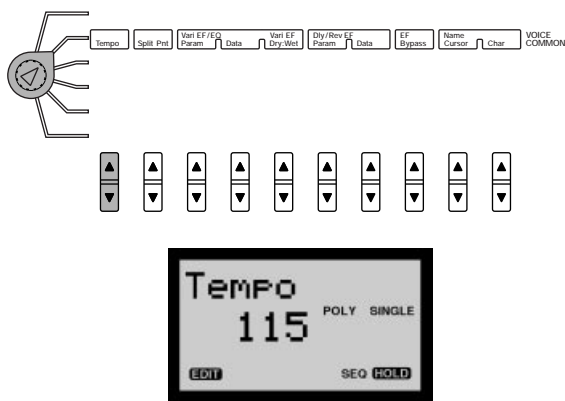 Tempo
Split Pnt
Vari EF/EQ
Param
Data
Vari EF
Dry:Wet
Dly/Rev EF
Param
Data
EF
Bypass
Name
Cursor
Char
VOICE
COMMON
Tempo
115
POLY SINGLE
EDIT
SEQ HOLD